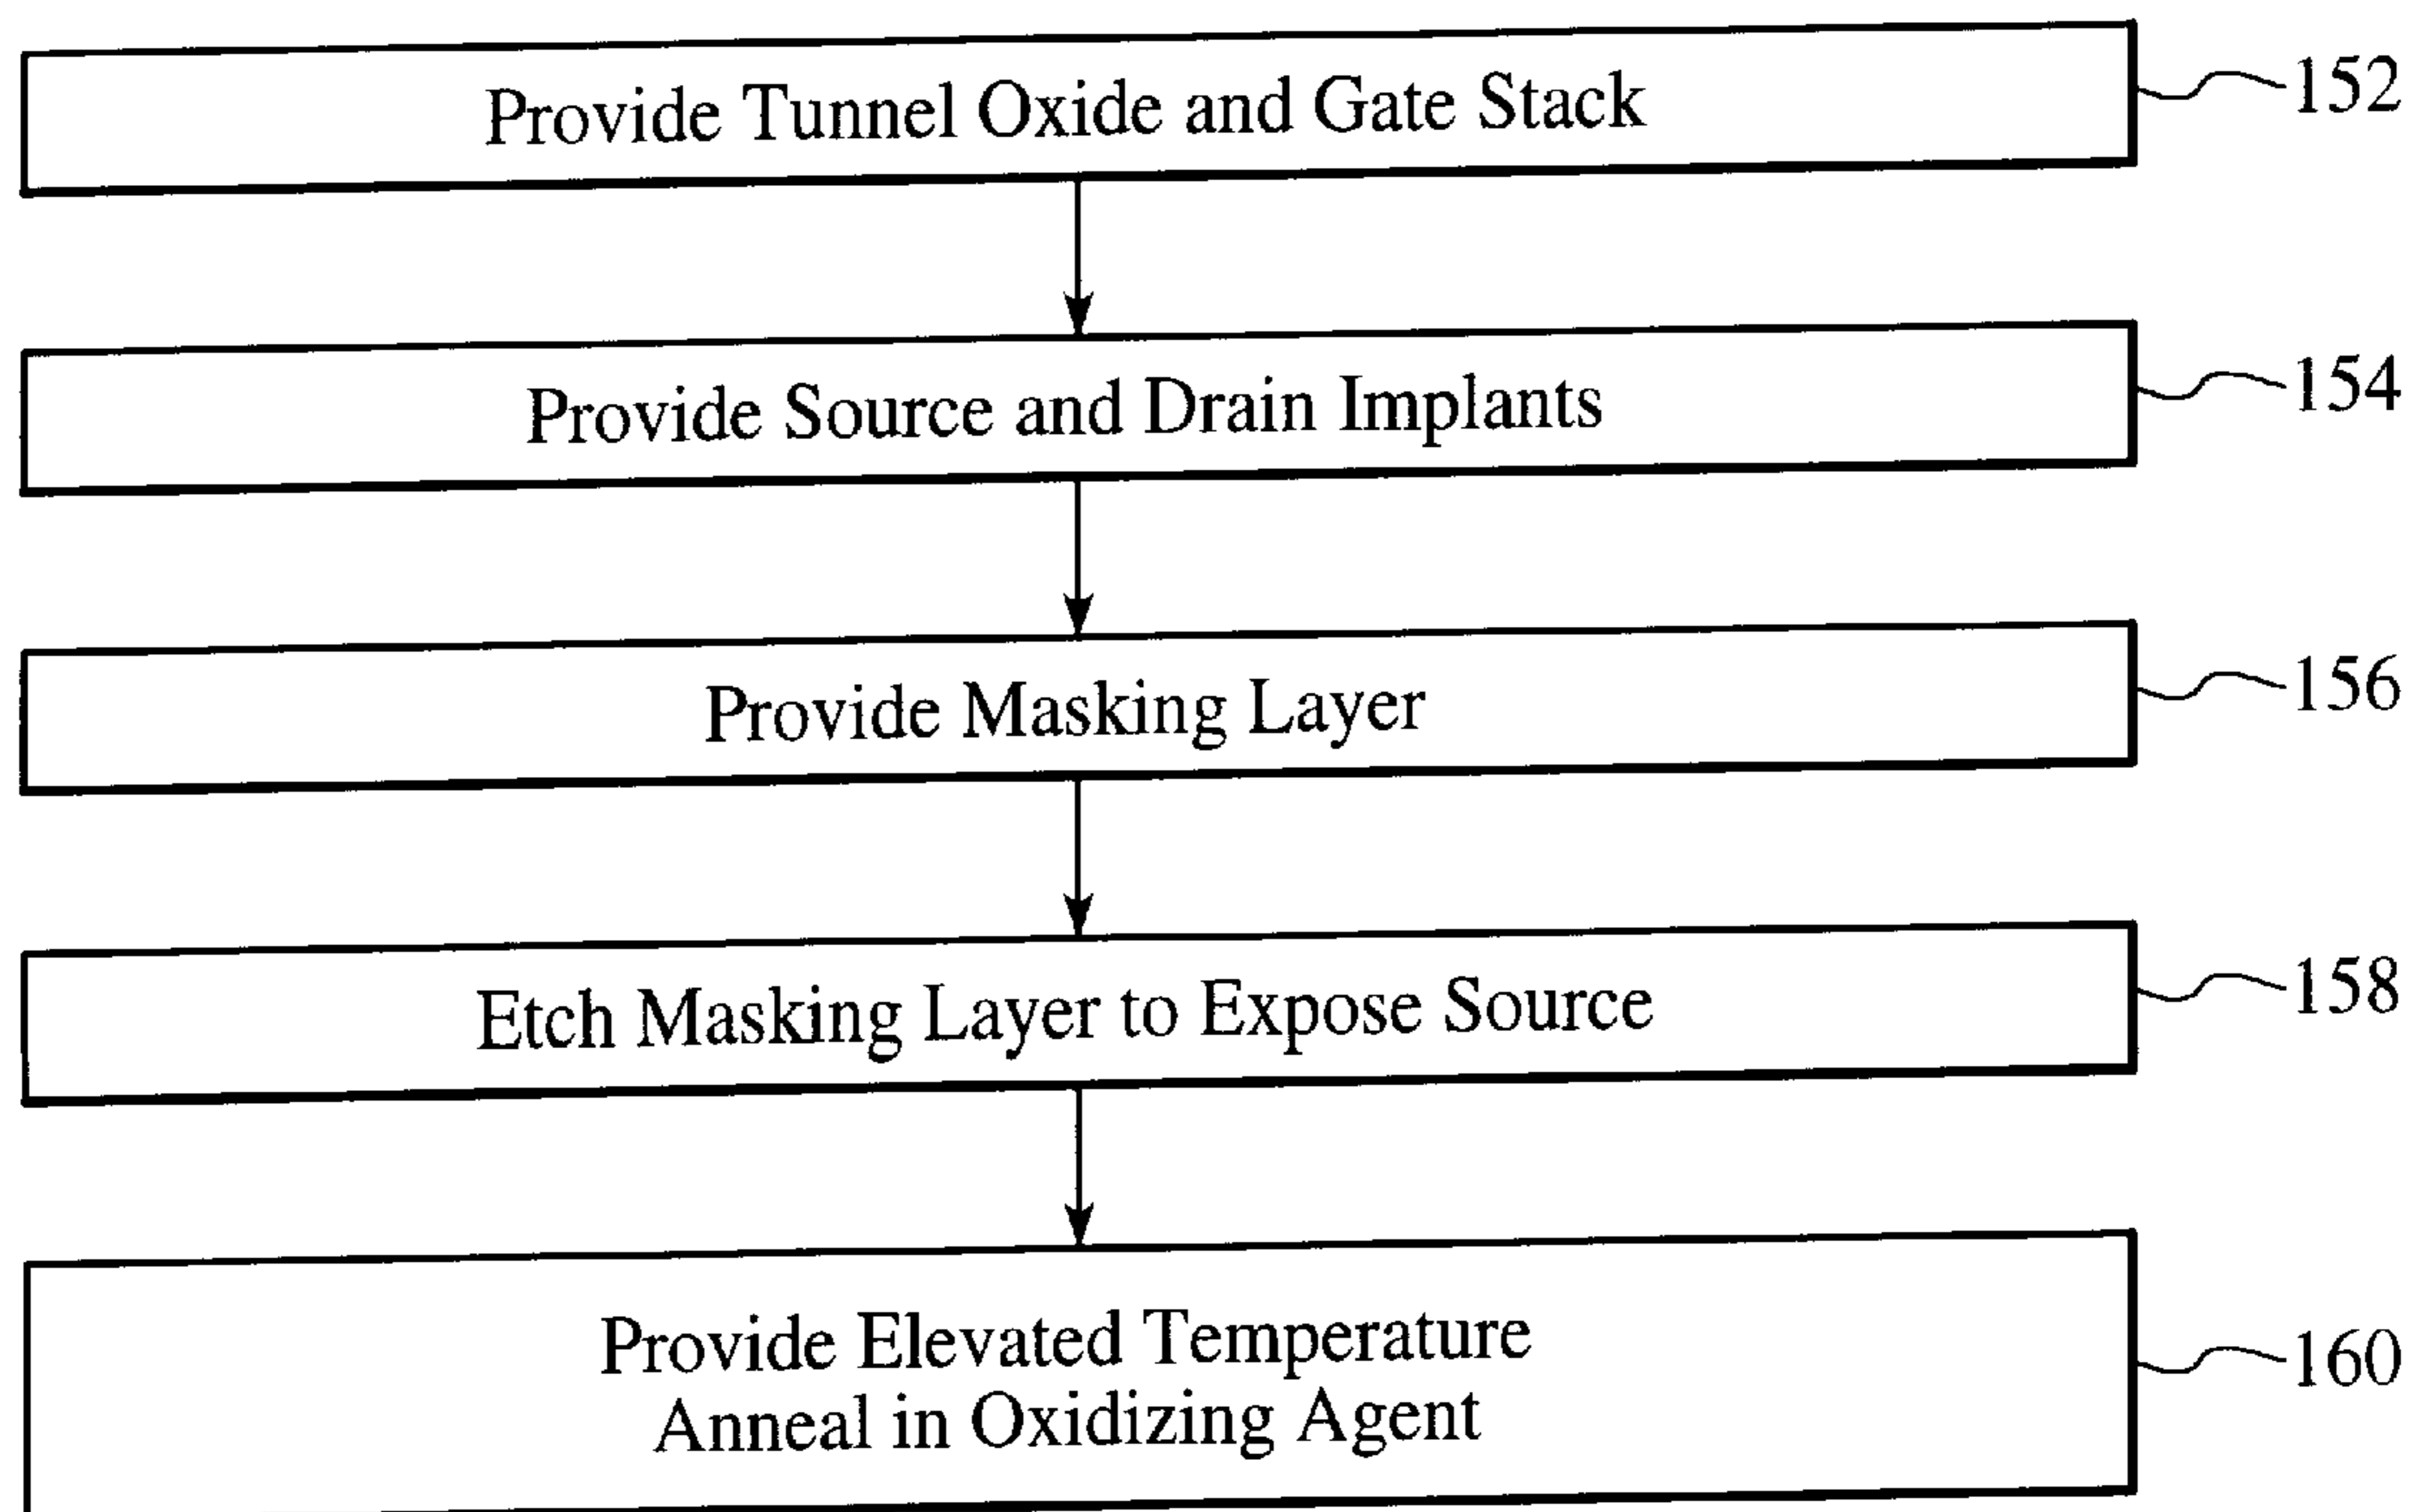 Provide Tunnel Oxide and Gate Stack
152
Provide Source and Drain Implants
154
Provide Masking Layer
156
Etch Masking Layer to Expose Source
158
Provide Elevated Temperature
Anneal in Oxidizing Agent
160